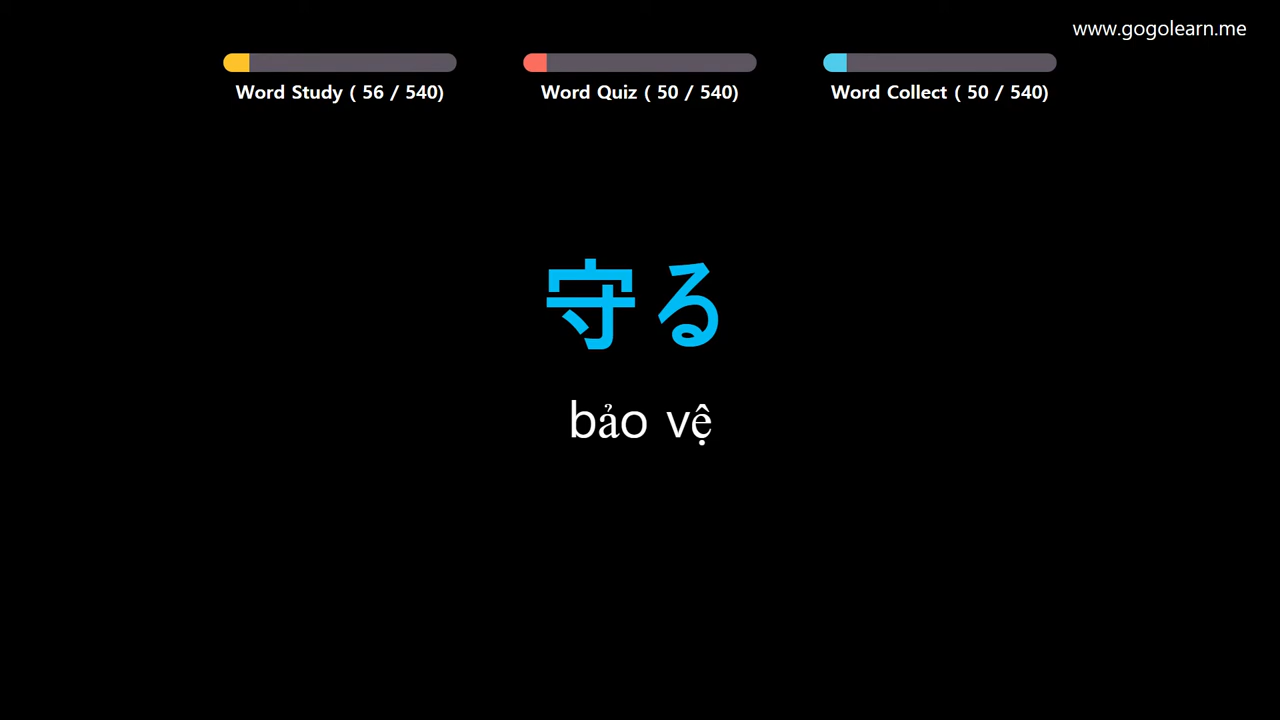 www.gogolearn.me
Word Study ( 56 / 540)
Word Quiz ( 50 / 540)
Word Collect ( 50 / 540)
守る
bảo vệ